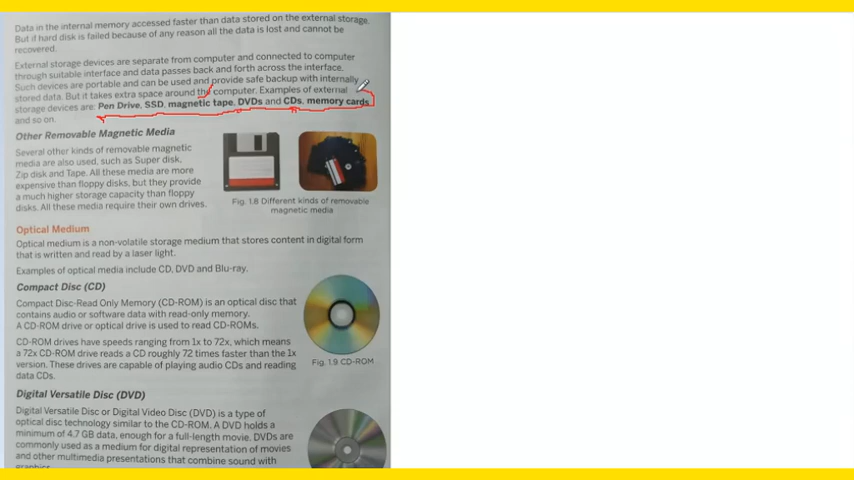 Data in the internal memory accessed faster than data stored on the external storage.
But if hard disk is failed because of any reason all the data is lost and cannot be
recovered.
External storage devices are separate from computer and connected to computer
through suitable interface and data passes back and forth across the interface.
Such devices are portable and can be used and provide safe backup with internally
stored data. But it takes extra space around the computer. Examples of external
storage devices are: Pen Drive, SSD, magnetic tape, DVDs and CDs, memory cards
and so on.
Other Removable Magnetic Media
Several other kinds of removable magnetic
media are also used, such as Super disk,
Zip disk and Tape. All these media are more
expensive than floppy disks, but they provide
a much higher storage capacity than floppy
disks. All these media require their own drives.
Fig. 1.8 Different kinds of removable
magnetic media
Optical Medium
Optical medium is a non-volatile storage medium that stores content in digital form
that is written and read by a laser light.
Examples of optical media include CD, DVD and Blu-ray.
Compact Disc (CD)
Compact Disc-Read Only Memory (CD-ROM) is an optical disc that
contains audio or software data with read-only memory.
A CD-ROM drive or optical drive is used to read CD-ROMs.
CD-ROM drives have speeds ranging from 1x to 72x, which means
a 72x CD-ROM drive reads a CD roughly 72 times faster than the 1x
version. These drives are capable of playing audio CDs and reading
data CDs.
Fig. 1.9 CD-ROM
Digital Versatile Disc (DVD)
Digital Versatile Disc or Digital Video Disc (DVD) is a type of
optical disc technology similar to the CD-ROM. A DVD holds a
minimum of 4.7 GB data, enough for a full-length movie. DVDs are
commonly used as a medium for digital representation of movies
and other multimedia presentations that combine sound with
graphics.